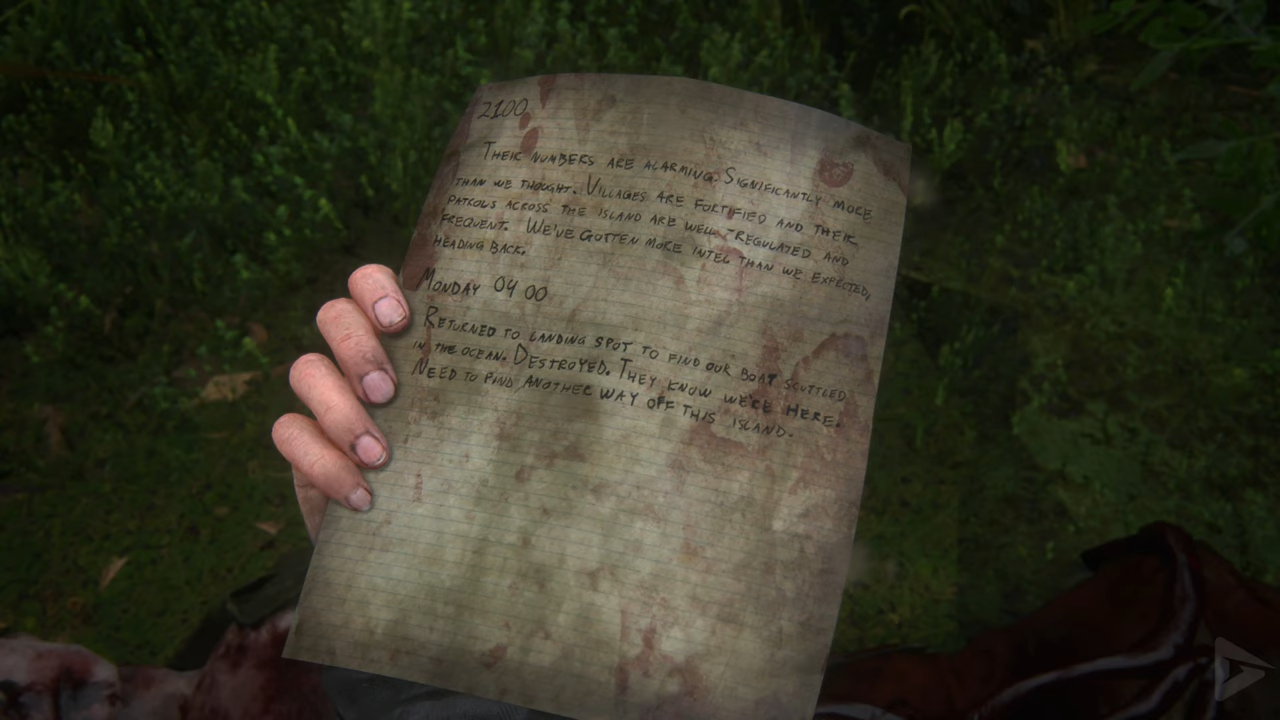 2100
THEIR NUMBERS ARE ALARMING. SIGNIFICANTLY MORE
THAN WE THOUGHT. VILLAGES ARE FORTIFIED AND THEIR
PATROLS ACROSS THE ISLAND ARE WELL-REGULATED AND
FREQUENT. WE'VE GOTTEN MORE INTEL THAN WE EXPECTED,
HEADING BACK.
MONDAY 0400
RETURNED TO LANDING SPOT TO FIND OUR BOAT SCUTTLED
IN THE OCEAN. DESTROYED. THEY KNOW WE'RE HERE.
NEED TO FIND ANOTHER WAY OFF THIS ISLAND.